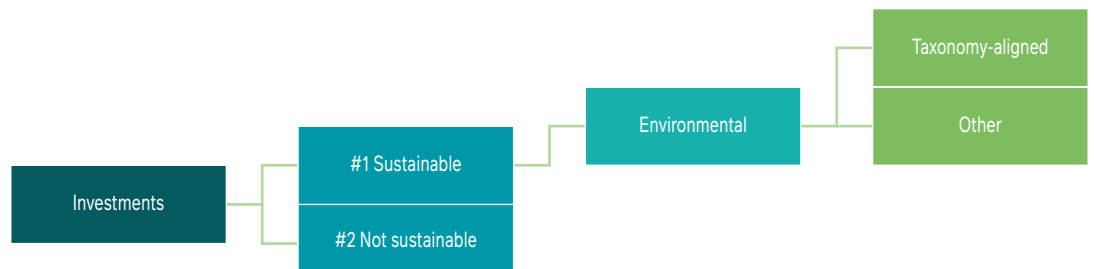 Investments
#1 Sustainable
#2 Not sustainable
Environmental
Taxonomy-aligned
Other